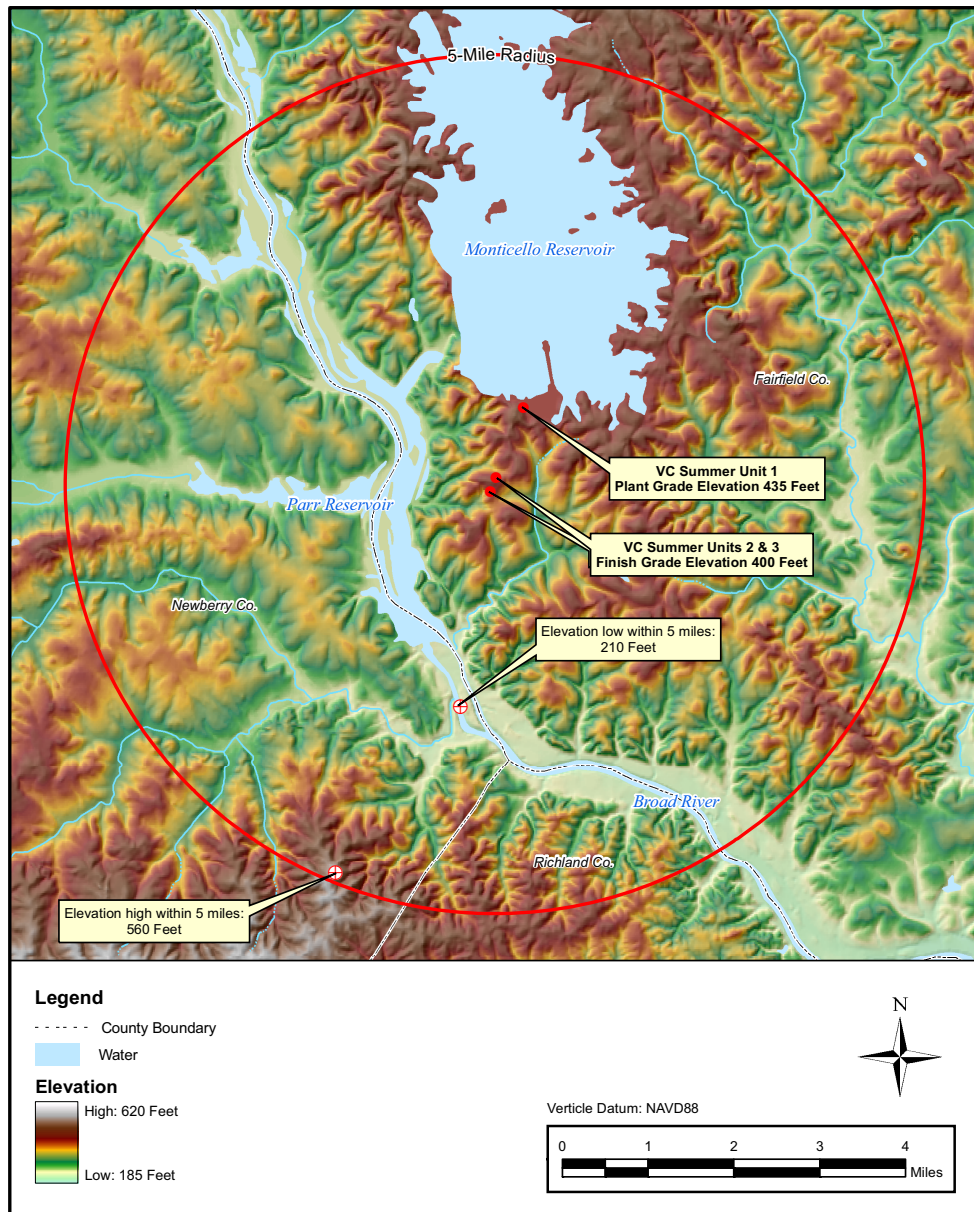 5-Mile Radius
Monticello Reservoir
Fairfield Co.
VC Summer Unit 1
Plant Grade Elevation 435 Feet
Parr Reservoir
VC Summer Units 2 & 3
Finish Grade Elevation 400 Feet
Newberry Co.
Elevation low within 5 miles:
210 Feet
Broad River
Richland Co.
Elevation high within 5 miles:
560 Feet
Legend
County Boundary
Water
Elevation
High: 620 Feet
Low: 185 Feet
N
Verticle Datum: NAVD88
0 1 2 3 4
Miles